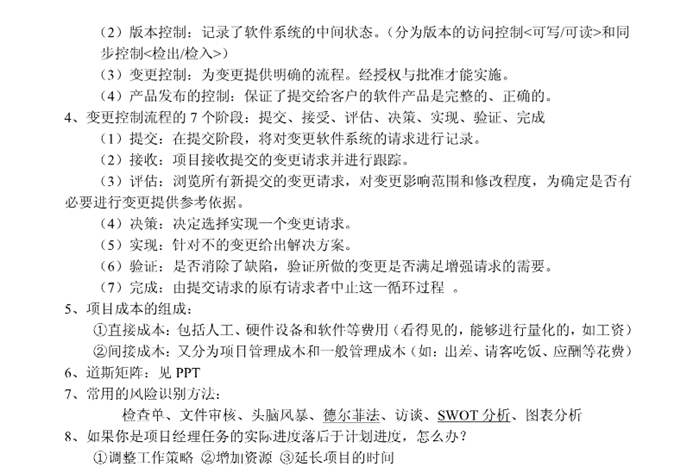 （2）版本控制：记录了软件系统的中间状态。（分为版本的访问控制<可写/可读>和同
步控制<检出/检入>）
（3）变更控制：为变更提供明确的流程。经授权与批准才能实施。
（4）产品发布的控制：保证了提交给客户的软件产品是完整的、正确的。
4、变更控制流程的 7 个阶段：提交、接受、评估、决策、实现、验证、完成
（1）提交：在提交阶段，将对变更软件系统的请求进行记录。
（2）接收：项目接收提交的变更请求并进行跟踪。
（3）评估：浏览所有新提交的变更请求，对变更影响范围和修改程度，为确定是否有
必要进行变更提供参考依据。
（4）决策：决定选择实现一个变更请求。
（5）实现：针对不的变更给出解决方案。
（6）验证：是否消除了缺陷，验证所做的变更是否满足增强请求的需要。
（7）完成：由提交请求的原有请求者中止这一循环过程 。
5、项目成本的组成：
①直接成本：包括人工、硬件设备和软件等费用（看得见的，能够进行量化的，如工资）
②间接成本：又分为项目管理成本和一般管理成本（如：出差、请客吃饭、应酬等花费）
6、道斯矩阵：见 PPT
7、常用的风险识别方法：
检查单、文件审核、头脑风暴、德尔菲法、访谈、SWOT 分析、图表分析
8、如果你是项目经理任务的实际进度落后于计划进度，怎么办？
①调整工作策略 ②增加资源 ③延长项目的时间